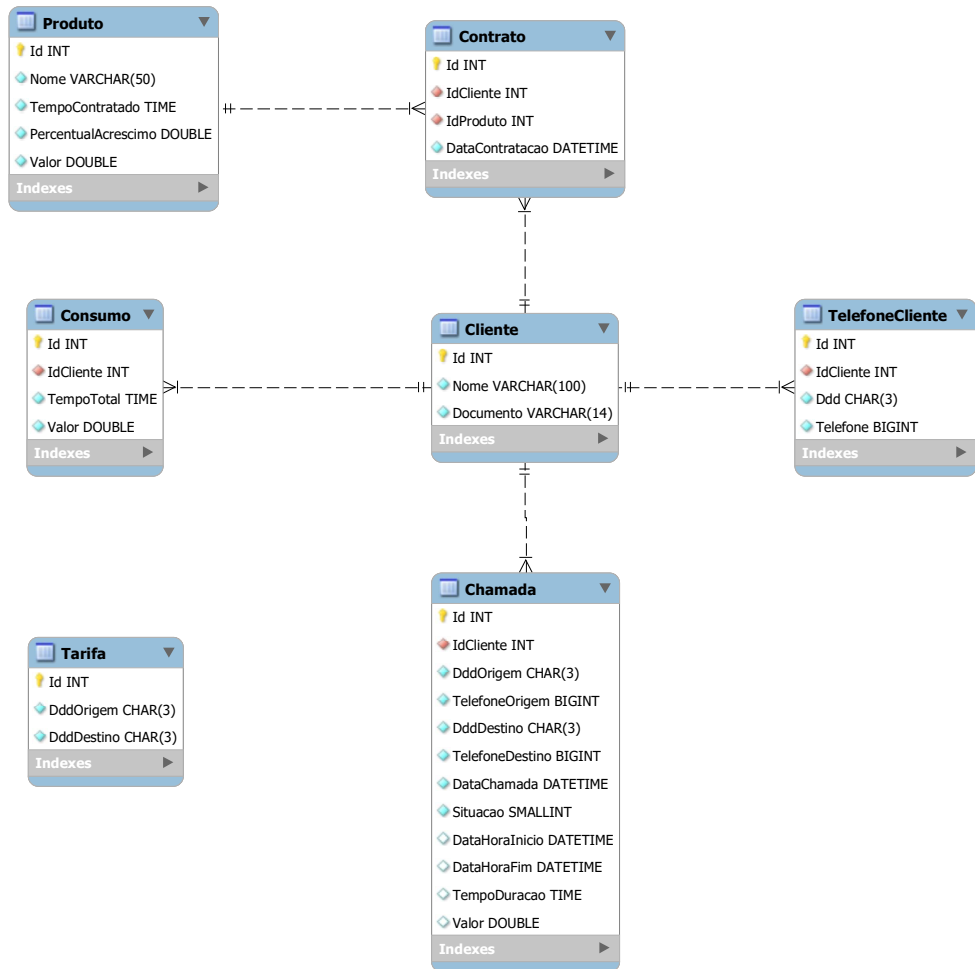 Produto
Id INT
Nome VARCHAR(50)
TempoContratado TIME
PercentualAcrescimo DOUBLE
Valor DOUBLE
Indexes
Contrato
Id INT
IdCliente INT
IdProduto INT
DataContratacao DATETIME
Indexes
Consumo
Id INT
IdCliente INT
TempoTotal TIME
Valor DOUBLE
Indexes
Cliente
Id INT
Nome VARCHAR(100)
Documento VARCHAR(14)
Indexes
TelefoneCliente
Id INT
IdCliente INT
Ddd CHAR(3)
Telefone BIGINT
Indexes
Tarifa
Id INT
DddOrigem CHAR(3)
DddDestino CHAR(3)
Indexes
Chamada
Id INT
IdCliente INT
DddOrigem CHAR(3)
TelefoneOrigem BIGINT
DddDestino CHAR(3)
TelefoneDestino BIGINT
DataChamada DATETIME
Situacao SMALLINT
DataHoraInicio DATETIME
DataHoraFim DATETIME
TempoDuracao TIME
Valor DOUBLE
Indexes